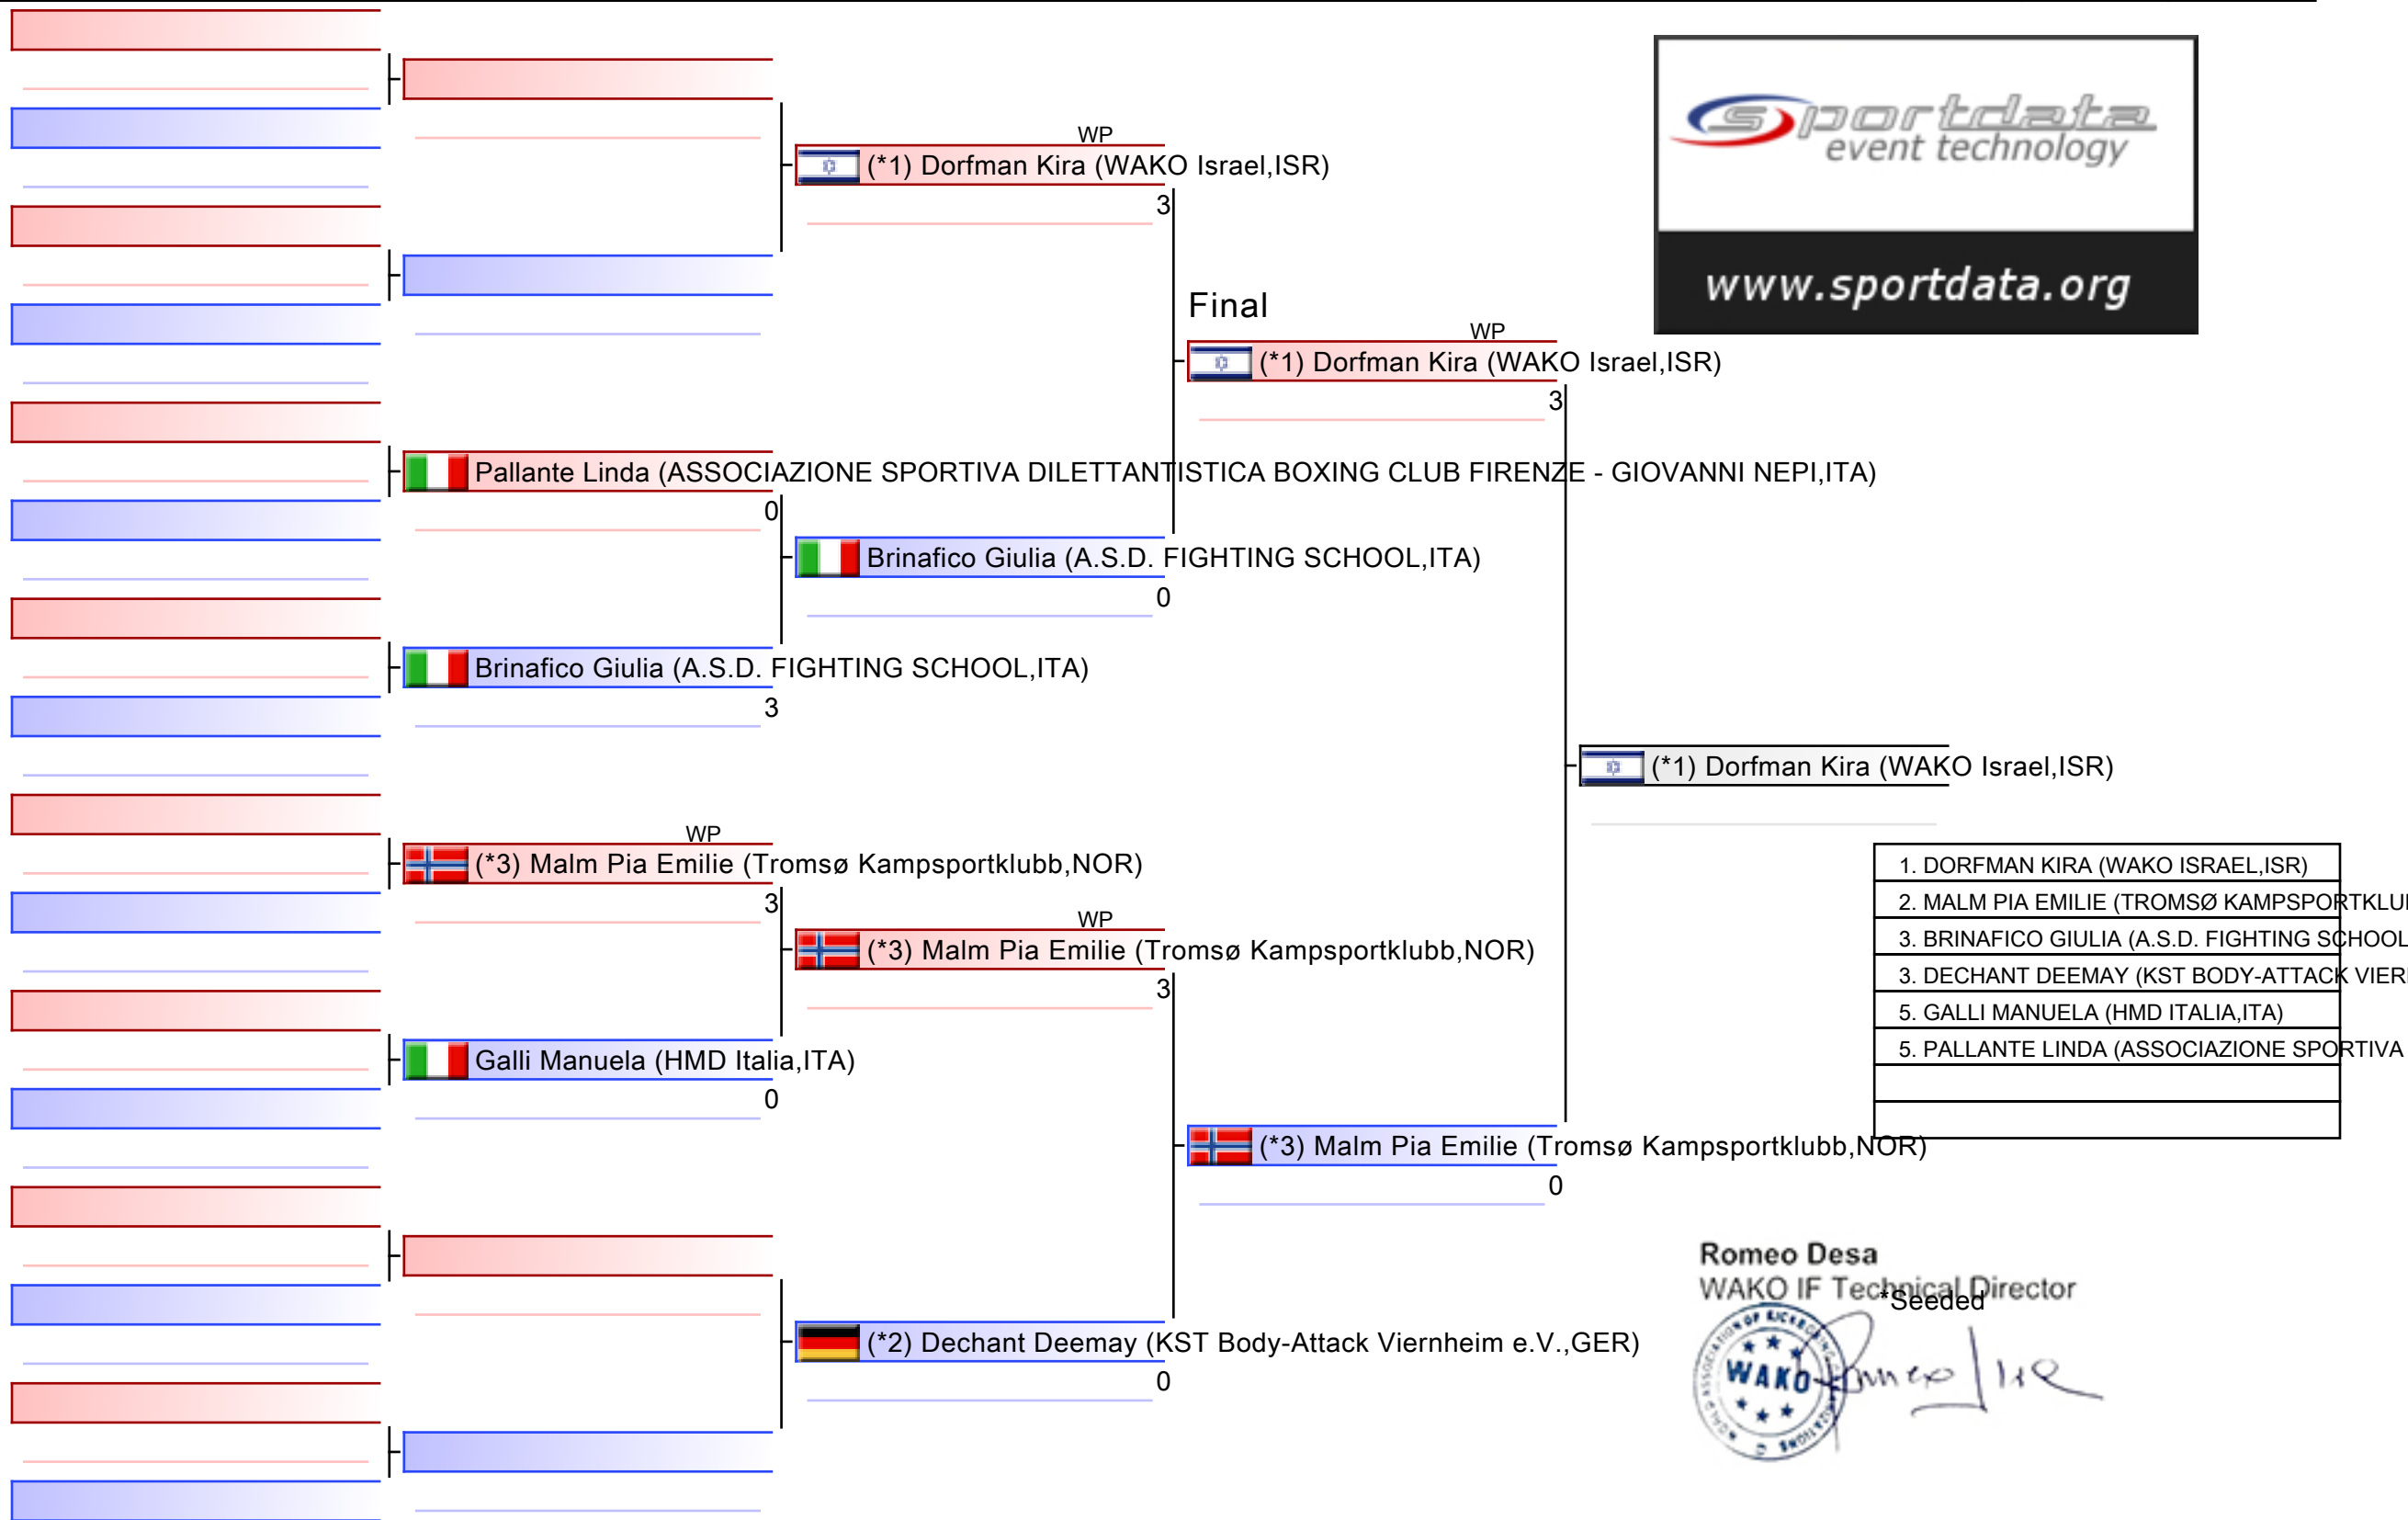 sportdata
event technology
www.sportdata.org
WP
(*1) Dorfman Kira (WAKO Israel,ISR)
3
Final
WP
(*1) Dorfman Kira (WAKO Israel,ISR)
3
Pallante Linda (ASSOCIAZIONE SPORTIVA DILETTANTISTICA BOXING CLUB FIRENZE - GIOVANNI NEPI,ITA)
0
Brinafico Giulia (A.S.D. FIGHTING SCHOOL,ITA)
0
Brinafico Giulia (A.S.D. FIGHTING SCHOOL,ITA)
3
(*1) Dorfman Kira (WAKO Israel,ISR)
WP
(*3) Malm Pia Emilie (Tromsø Kampsportklubb,NOR)
3
WP
(*3) Malm Pia Emilie (Tromsø Kampsportklubb,NOR)
3
Galli Manuela (HMD Italia,ITA)
0
(*3) Malm Pia Emilie (Tromsø Kampsportklubb,NOR)
0
(*2) Dechant Deemay (KST Body-Attack Viernheim e.V.,GER)
0
1. DORFMAN KIRA (WAKO ISRAEL,ISR)
2. MALM PIA EMILIE (TROMSØ KAMPSPORTKLU
3. BRINAFICO GIULIA (A.S.D. FIGHTING SCHOOL
3. DECHANT DEEMAY (KST BODY-ATTACK VIER
5. GALLI MANUELA (HMD ITALIA,ITA)
5. PALLANTE LINDA (ASSOCIAZIONE SPORTIVA
Romeo Desa
WAKO IF Technical Director
*Seeded
WAKO